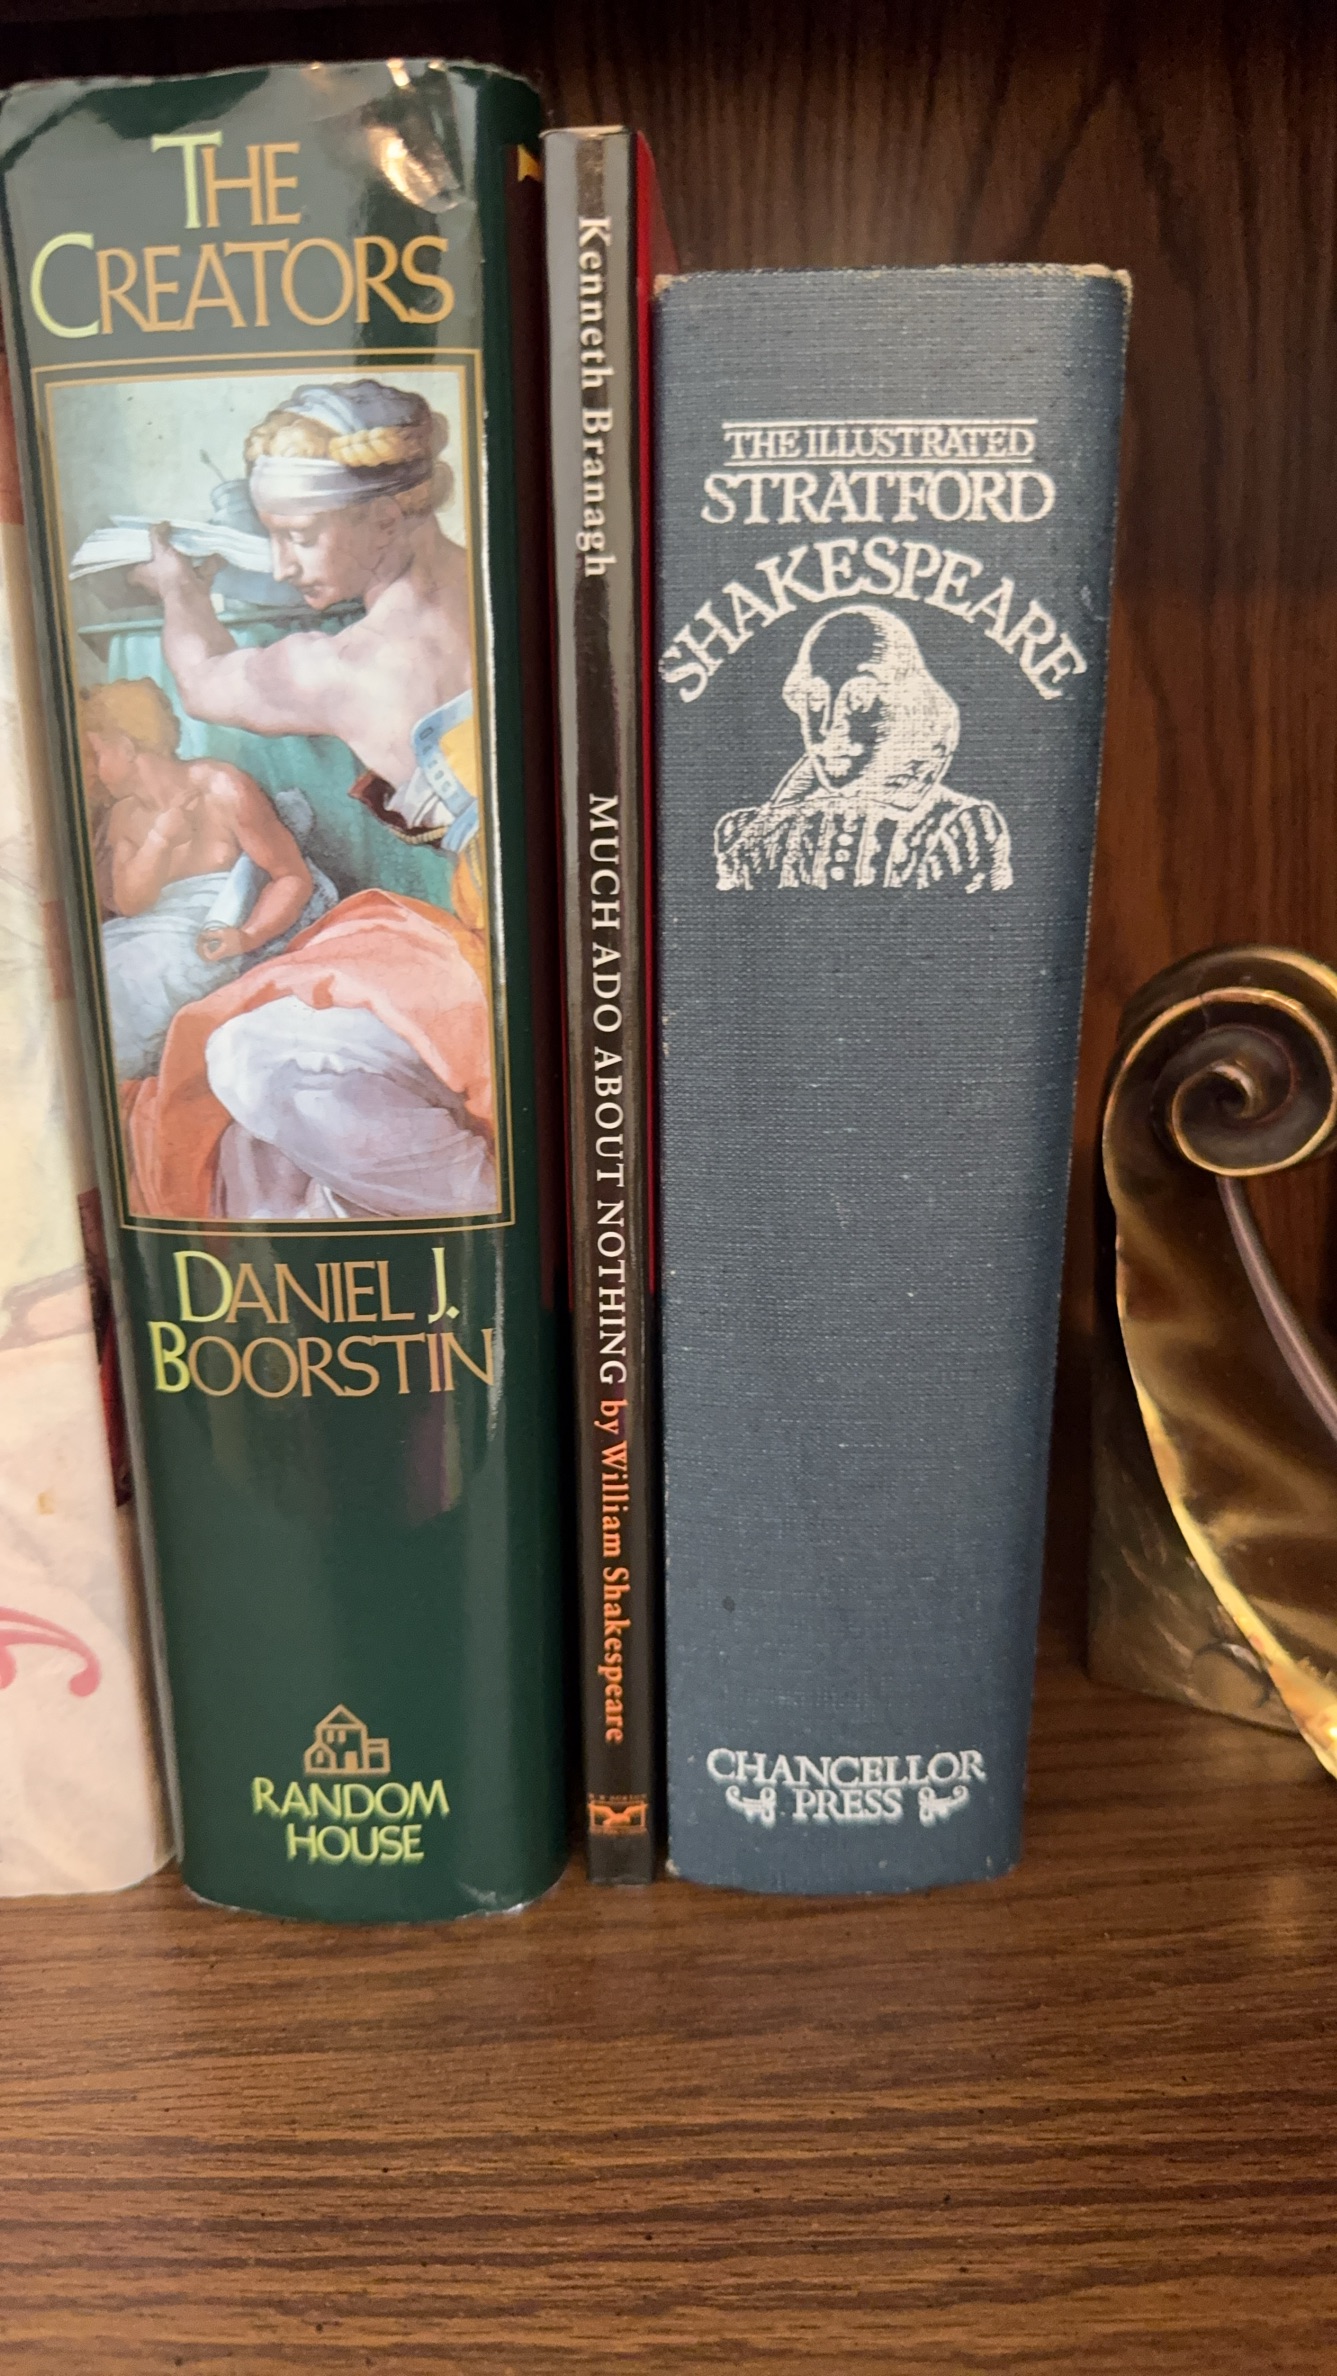 THE
CREATORS
DANIEL J.
BOORSTIN
RANDOM
HOUSE
Kenneth Branagh
MUCH ADO ABOUT NOTHING by William Shakespeare
THE ILLUSTRATED
STRATFORD
SHAKESPEARE
CHANCELLOR
PRESS